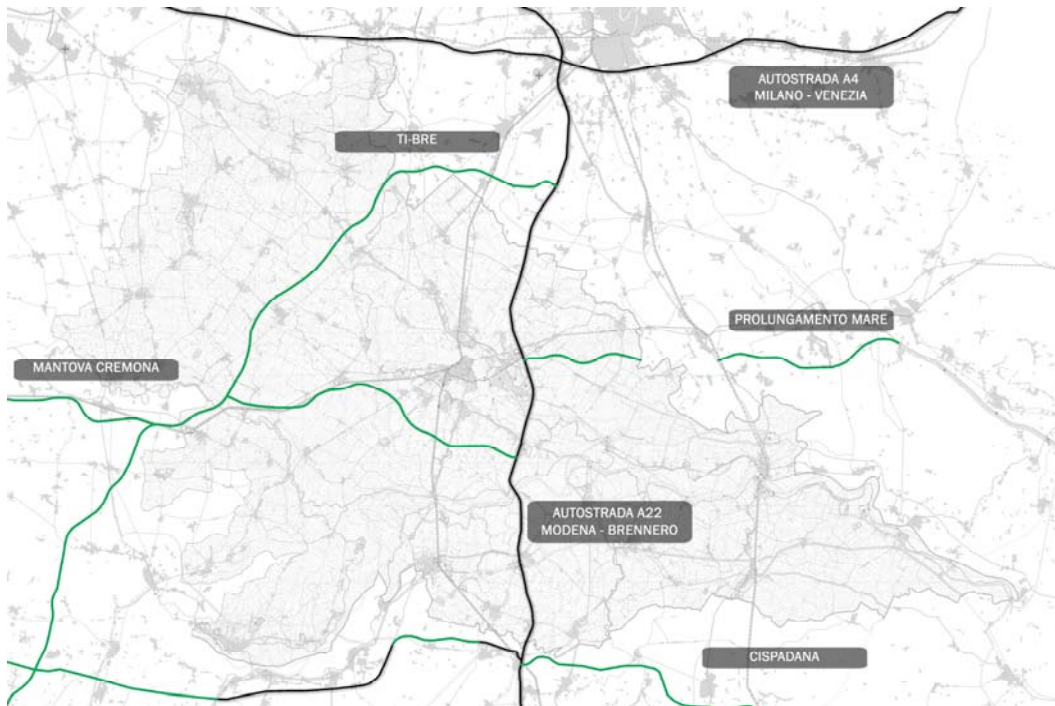 AUTOSTRADA A4
MILANO - VENEZIA
TI-BRE
PROLUNGAMENTO MARE
MANTOVA CREMONA
AUTOSTRADA A22
MODENA - BRENNERO
CISPADANA